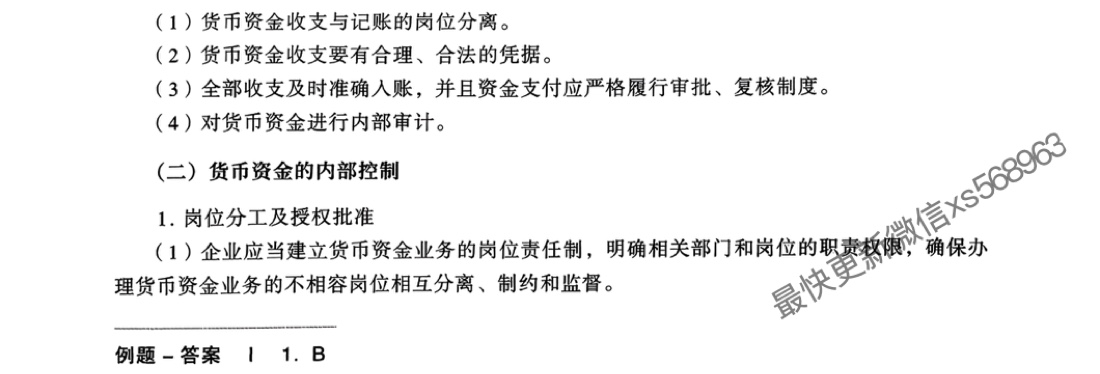 （1）货币资金收支与记账的岗位分离。
（2）货币资金收支要有合理、合法的凭据。
（3）全部收支及时准确入账，并且资金支付应严格履行审批、复核制度。
（4）对货币资金进行内部审计。
（二）货币资金的内部控制
1. 岗位分工及授权批准
（1）企业应当建立货币资金业务的岗位责任制，明确相关部门和岗位的职责权限，确保办
理货币资金业务的不相容岗位相互分离、制约和监督。
最快更新微信xs568963
例题－答案 | 1. B